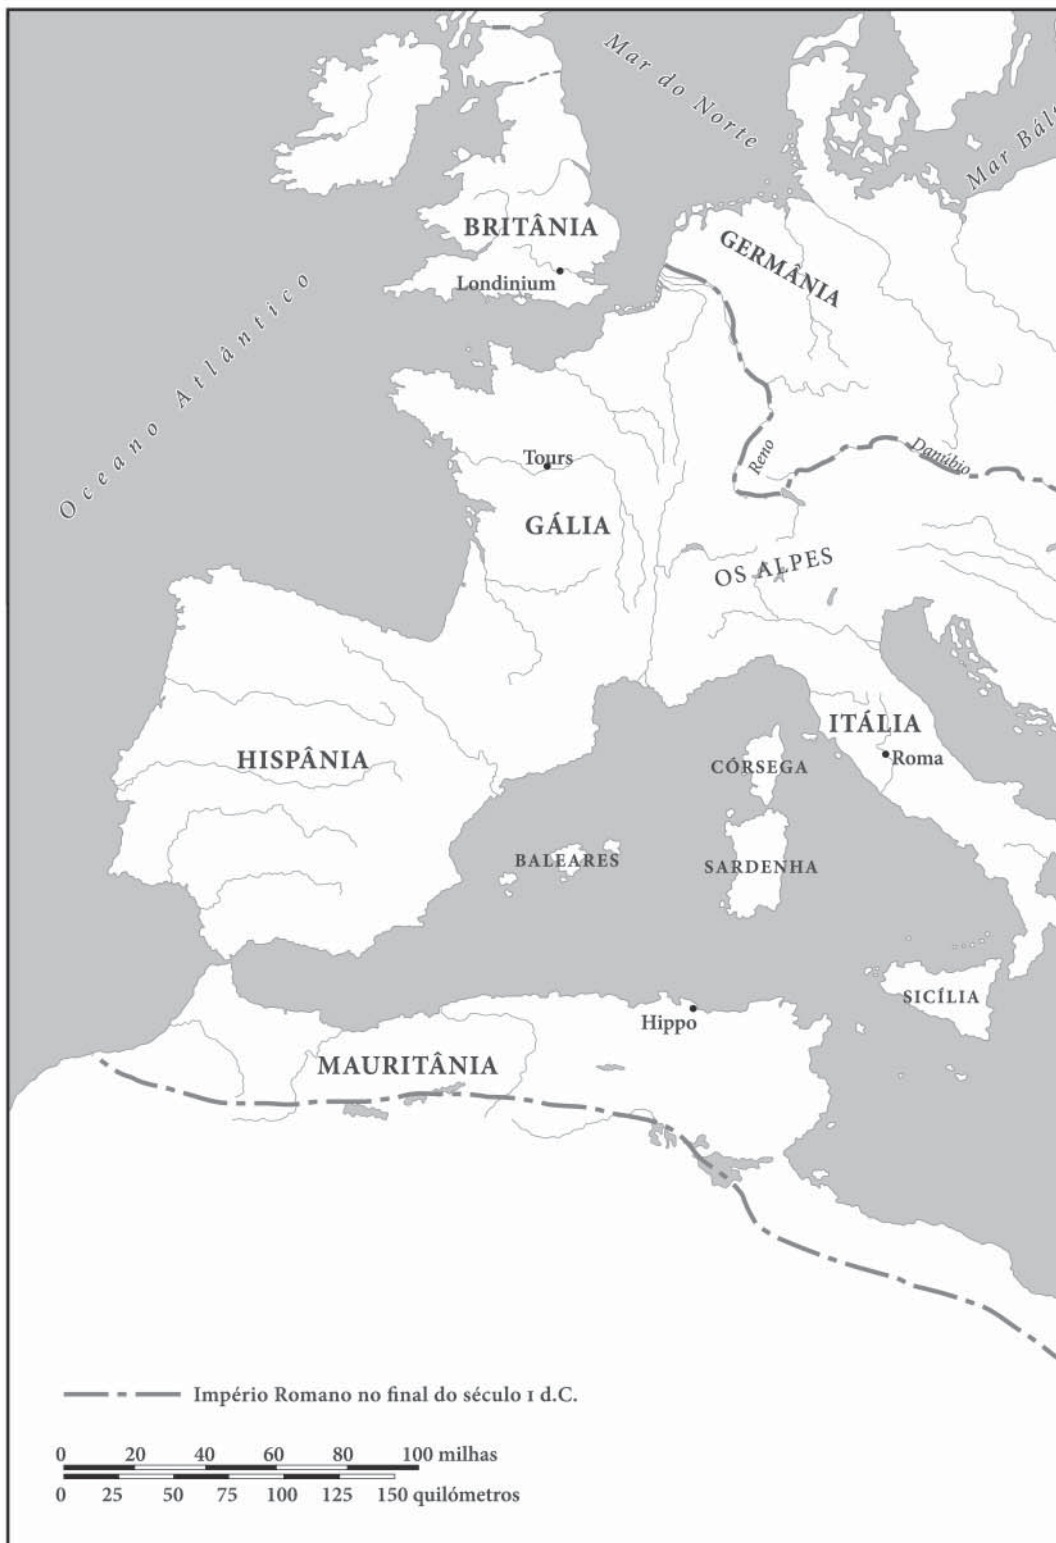 Mar do Norte
Mar Bált
BRITÂNIA
Londinium
GERMÂNIA
Oceano Atlântico
Reno
Danúbio
Tours
GÁLIA
OS ALPES
HISPÂNIA
ITÁLIA
Roma
CÓRSEGA
BALEARES
SARDENHA
SICÍLIA
Hippo
MAURITÂNIA
Império Romano no final do século I d.C.
0 20 40 60 80 100 milhas
0 25 50 75 100 125 150 quilómetros